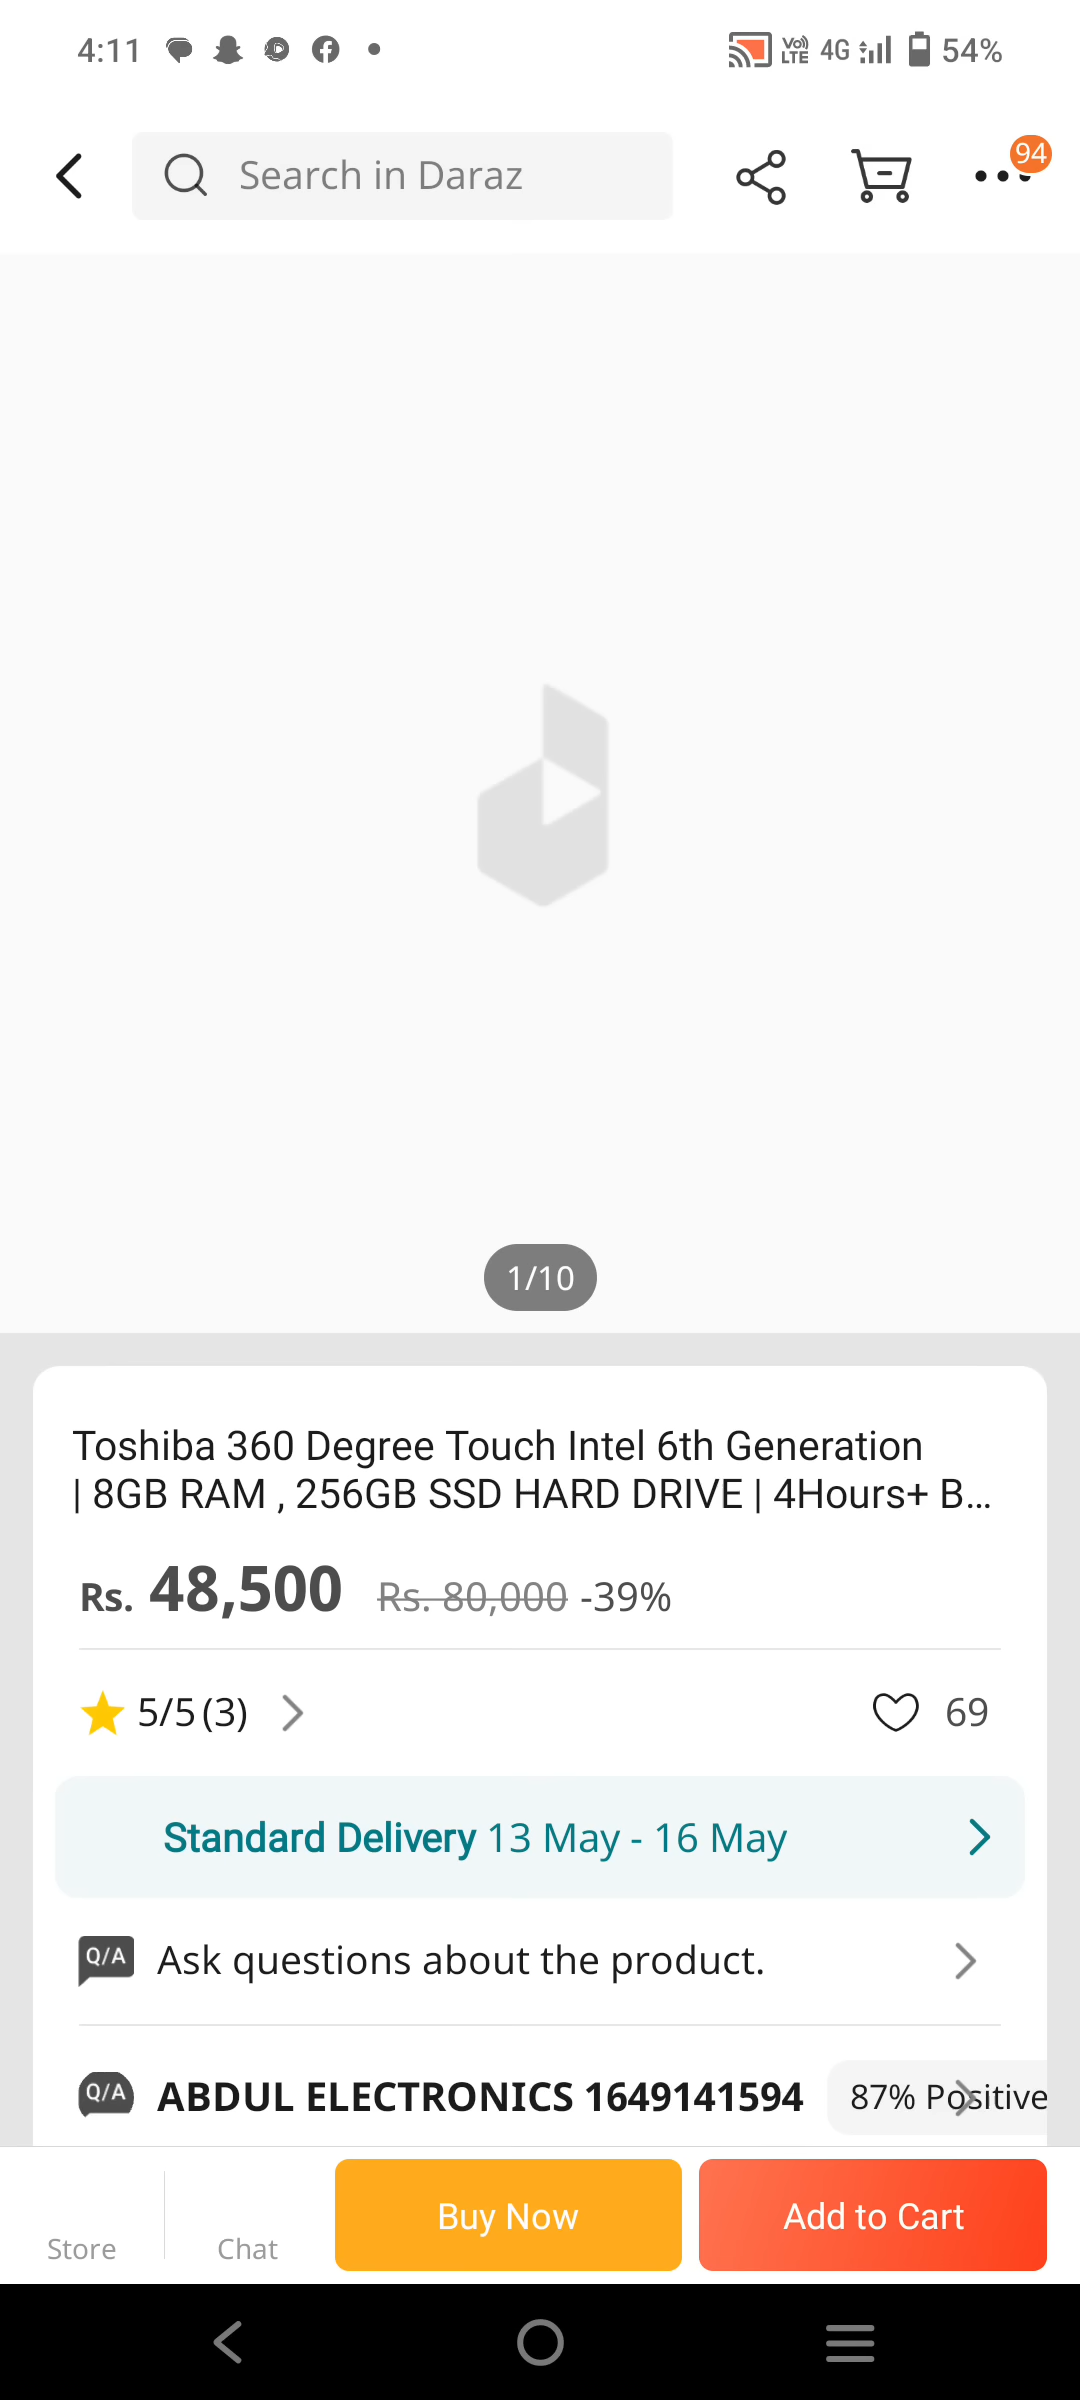 4:11
Vo) LTE 4G 54%
Search in Daraz
94
1/10
Toshiba 360 Degree Touch Intel 6th Generation
| 8GB RAM , 256GB SSD HARD DRIVE | 4Hours+ B...
Rs. 48,500 Rs. 80,000 -39%
5/5 (3) 69
Standard Delivery 13 May - 16 May
Q/A Ask questions about the product.
Q/A ABDUL ELECTRONICS 1649141594 87% Positive
Store Chat Buy Now Add to Cart